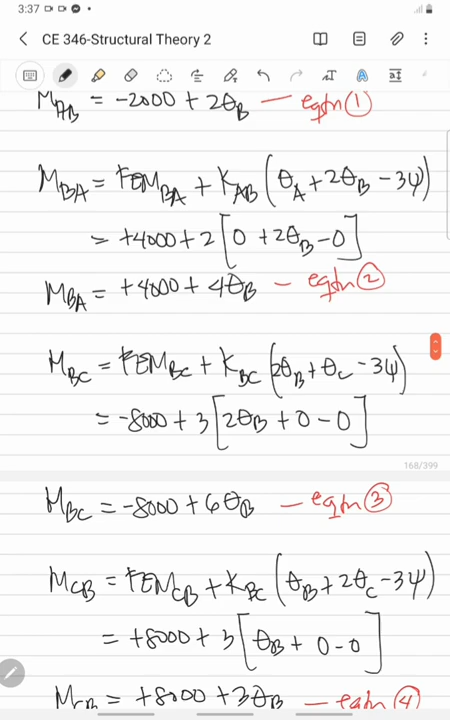 3:37
CE 346-Structural Theory 2
M_AB = -2000 + 2θ_B — eqtn ①
M_BA = FEM_BA + K_AB (θ_A + 2θ_B - 3ψ)
= +4000 + 2 [0 + 2θ_B - 0]
M_BA = +4000 + 4θ_B — eqtn ②
M_BC = FEM_BC + K_BC (2θ_B + θ_C - 3ψ)
= -8000 + 3 [2θ_B + 0 - 0]
168/399
M_BC = -8000 + 6θ_B — eqtn ③
M_CB = FEM_CB + K_BC (θ_B + 2θ_C - 3ψ)
= +8000 + 3 [θ_B + 0 - 0]
M_CB = +8000 + 3θ_B — eqtn ④